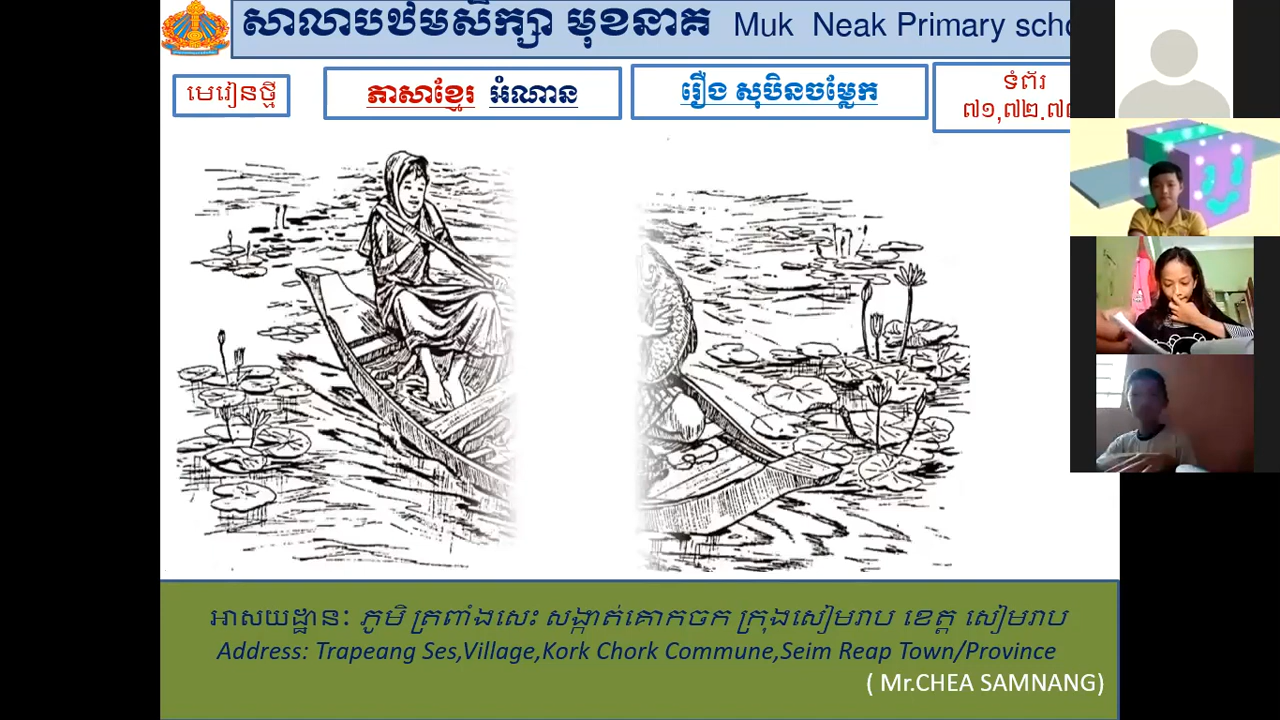 សាលាបឋមសិក្សា មុខនាគ Muk Neak Primary scho
មេរៀនថ្មី
ភាសាខ្មែរ អំណាន
រឿង សុបិនចម្លែក
ទំព័រ
៧១,៧២.៧
អាសយដ្ឋាន: ភូមិ ត្រពាំងសេះ សង្កាត់គោកចក ក្រុងសៀមរាប ខេត្ត សៀមរាប
Address: Trapeang Ses,Village,Kork Chork Commune,Seim Reap Town/Province
( Mr.CHEA SAMNANG)